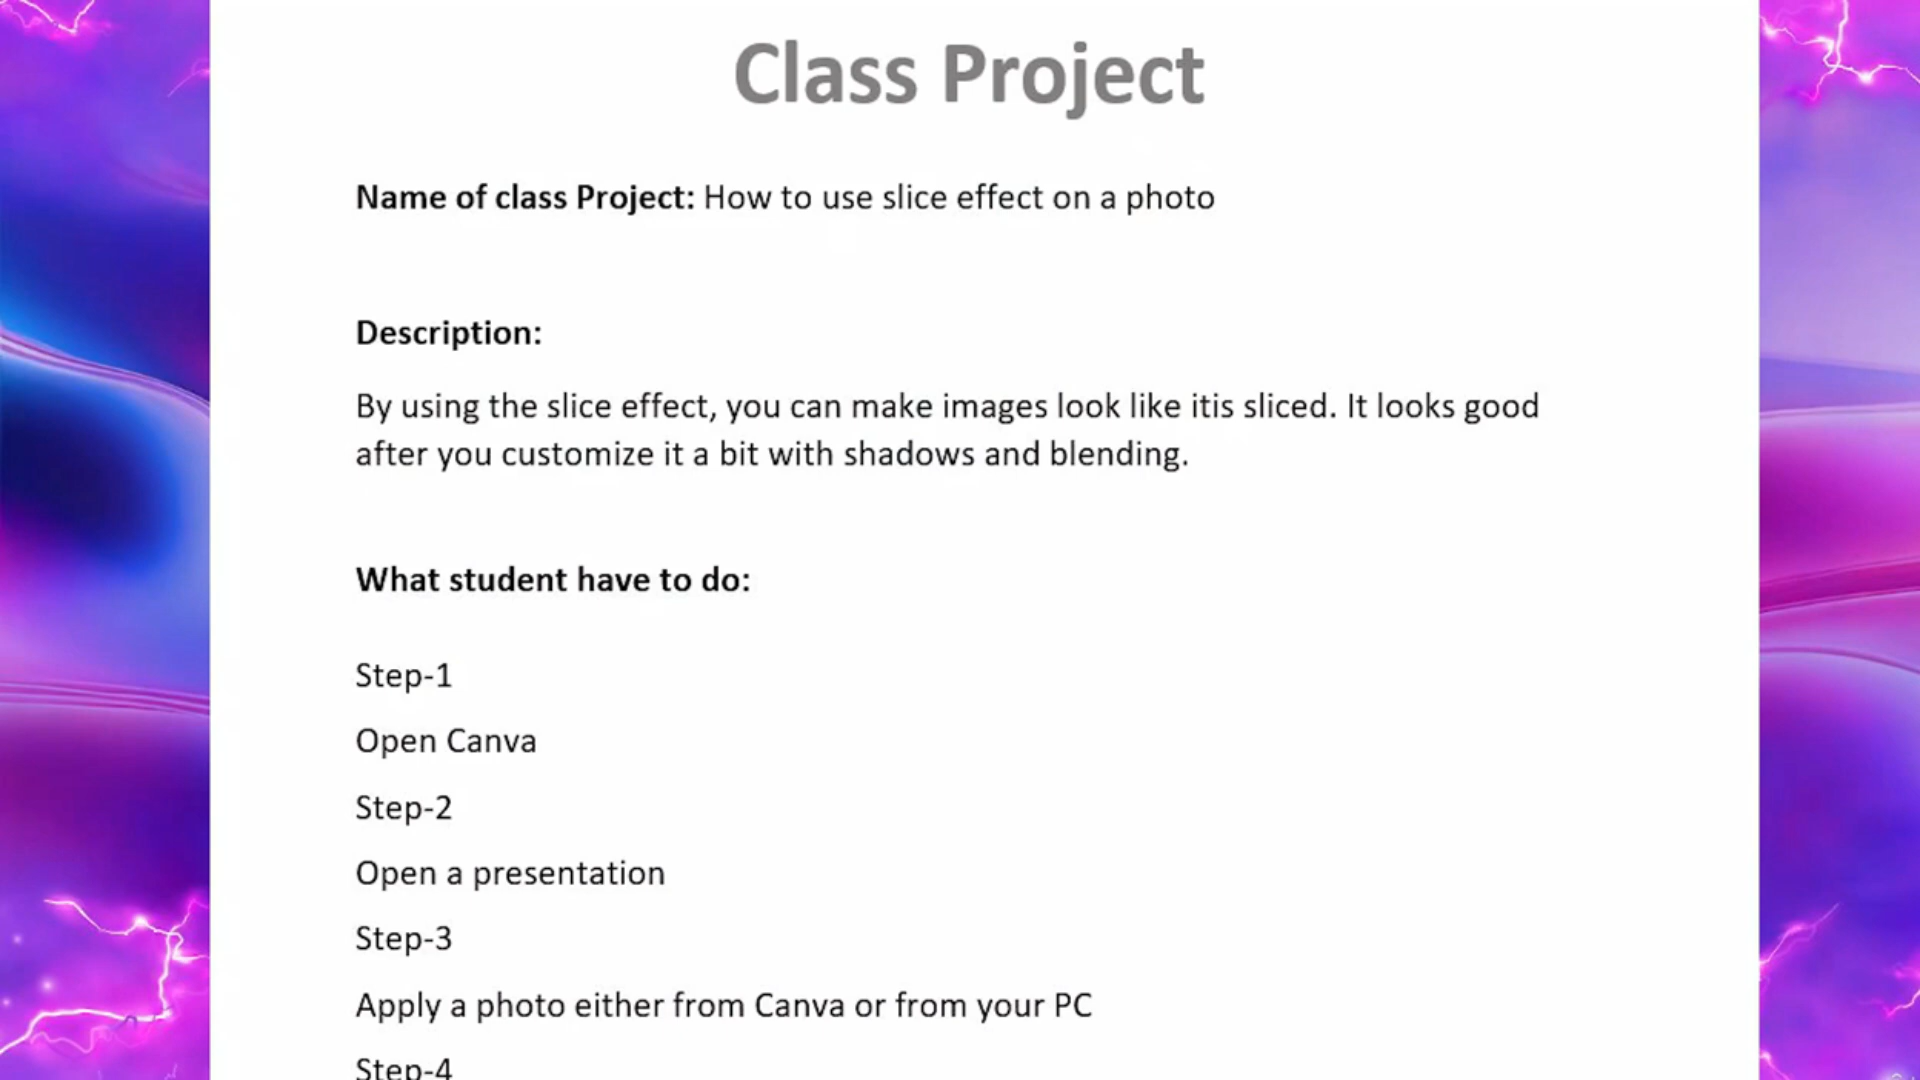 Class Project
Name of class Project: How to use slice effect on a photo
Description:
By using the slice effect, you can make images look like itis sliced. It looks good
after you customize it a bit with shadows and blending.
What student have to do:
Step-1
Open Canva
Step-2
Open a presentation
Step-3
Apply a photo either from Canva or from your PC
Step-4